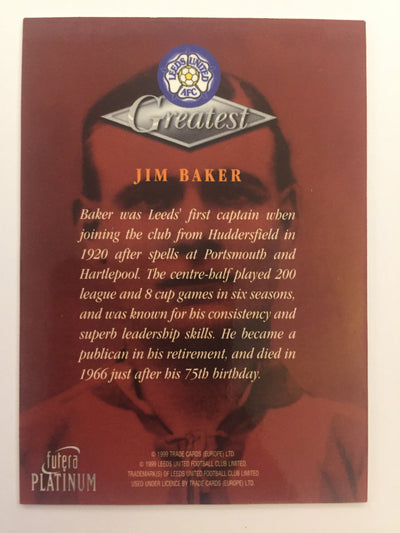 LEEDS UNITED
AFC
Greatest
JIM BAKER
Baker was Leeds' first captain when
joining the club from Huddersfield in
1920 after spells at Portsmouth and
Hartlepool. The centre-half played 200
league and 8 cup games in six seasons,
and was known for his consistency and
superb leadership skills. He became a
publican in his retirement, and died in
1966 just after his 75th birthday.
© 1999 TRADE CARDS (EUROPE) LTD.
© 1999 LEEDS UNITED FOOTBALL CLUB LIMITED.
TRADEMARK(S) OF LEEDS UNITED FOOTBALL CLUB LIMITED
USED UNDER LICENCE BY TRADE CARDS (EUROPE) LTD.
futera
PLATINUM